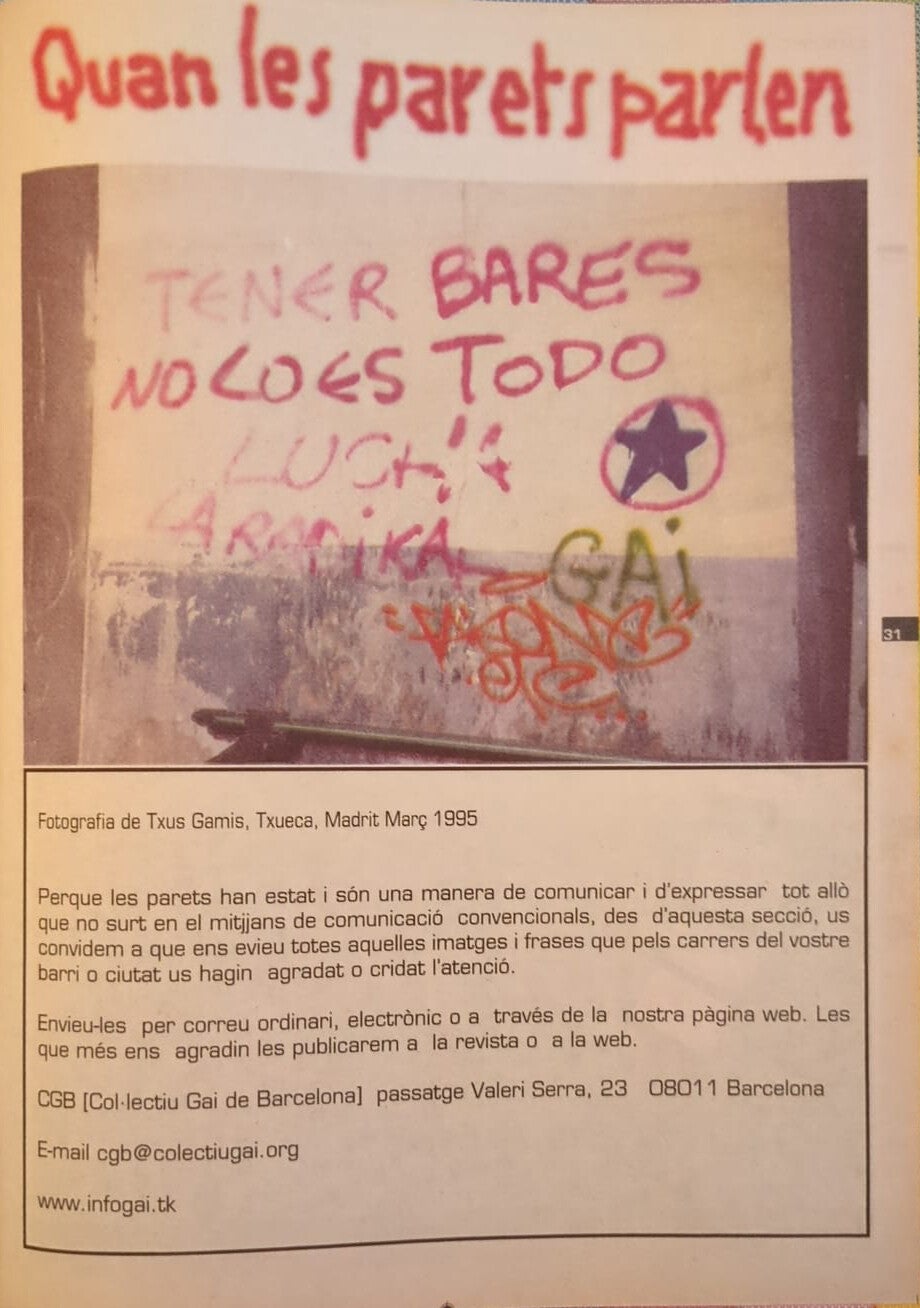 Quan les parets parlen
TENER BARES
NO LO ES TODO
LUCHA
LA RADIKAL
GAi
31
Fotografia de Txus Gamis, Txueca, Madrit Març 1995
Perque les parets han estat i són una manera de comunicar i d'expressar tot allò
que no surt en el mitjjans de comunicació convencionals, des d'aquesta secció, us
convidem a que ens evieu totes aquelles imatges i frases que pels carrers del vostre
barri o ciutat us hagin agradat o cridat l'atenció.
Envieu-les per correu ordinari, electrònic o a través de la nostra pàgina web. Les
que més ens agradin les publicarem a la revista o a la web.
CGB [Col·lectiu Gai de Barcelona] passatge Valeri Serra, 23 08011 Barcelona
E-mail cgb@colectiugai.org
www.infogai.tk